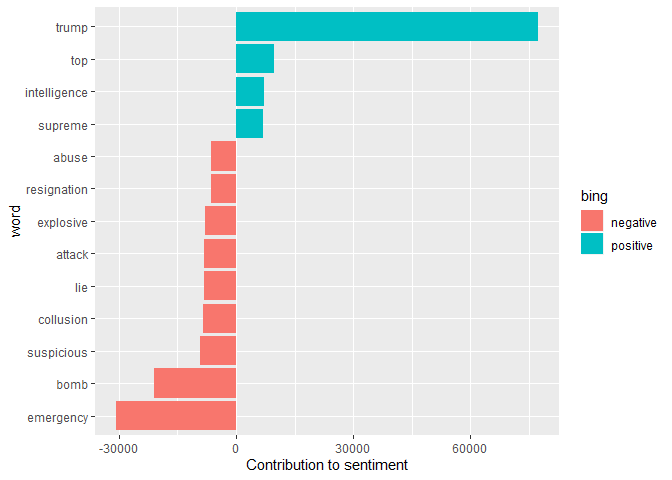 trump
top
intelligence
supreme
abuse
resignation
explosive
attack
lie
collusion
suspicious
bomb
emergency
word
-30000 0 30000 60000
Contribution to sentiment
bing
negative
positive